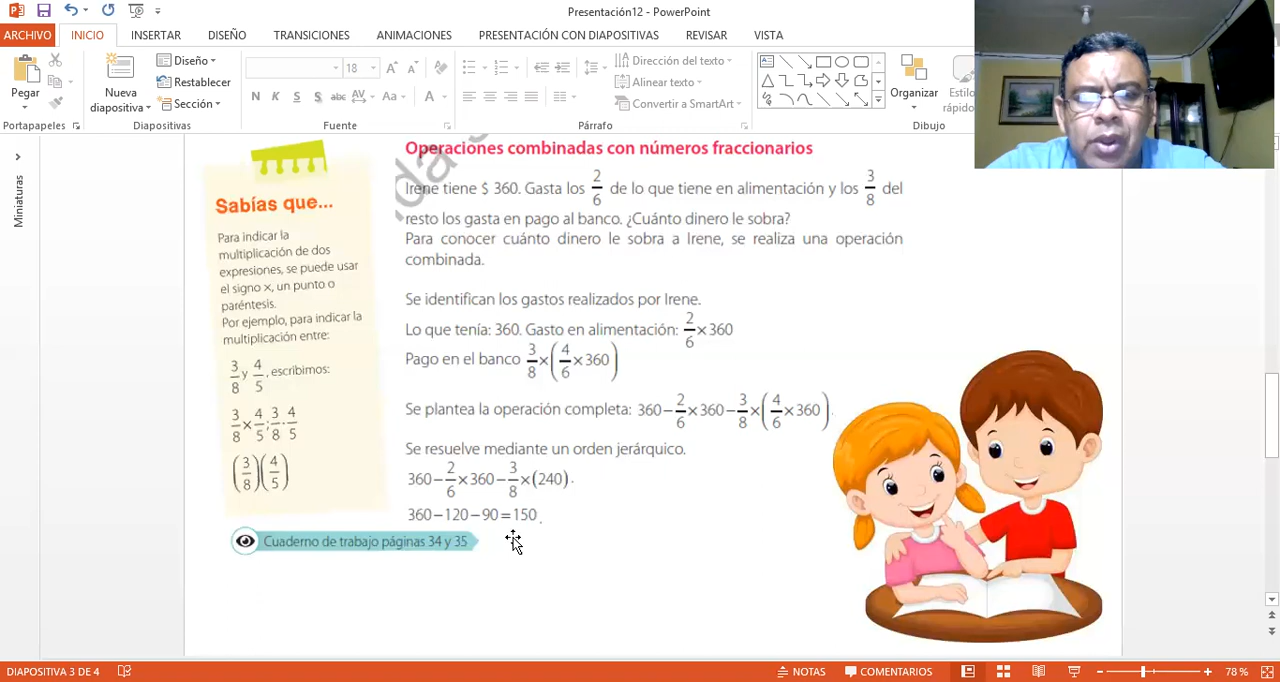 Presentación12 - PowerPoint
ARCHIVO INICIO INSERTAR DISEÑO TRANSICIONES ANIMACIONES PRESENTACIÓN CON DIAPOSITIVAS REVISAR VISTA
Pegar
Portapapeles
Nueva diapositiva
Diseño
Restablecer
Sección
Diapositivas
18
N K S S abc AV Aa A
Fuente
Párrafo
Dirección del texto
Alinear texto
Convertir a SmartArt
Organizar
Estilo
rápido
Dibujo
Miniaturas
Sabías que...
Para indicar la
multiplicación de dos
expresiones, se puede usar
el signo x, un punto o
paréntesis.
Por ejemplo, para indicar la
multiplicación entre:
3/8 y 4/5, escribimos:
3/8 × 4/5; 3/8 · 4/5
(3/8)(4/5)
Cuaderno de trabajo páginas 34 y 35
Operaciones combinadas con números fraccionarios
Irene tiene $ 360. Gasta los 2/6 de lo que tiene en alimentación y los 3/8 del
resto los gasta en pago al banco. ¿Cuánto dinero le sobra?
Para conocer cuánto dinero le sobra a Irene, se realiza una operación
combinada.
Se identifican los gastos realizados por Irene.
Lo que tenía: 360. Gasto en alimentación: 2/6 × 360
Pago en el banco 3/8 × (4/6 × 360)
Se plantea la operación completa: 360 − 2/6 × 360 − 3/8 × (4/6 × 360).
Se resuelve mediante un orden jerárquico.
360 − 2/6 × 360 − 3/8 × (240).
360 − 120 − 90 = 150.
DIAPOSITIVA 3 DE 4
NOTAS
COMENTARIOS
78 %